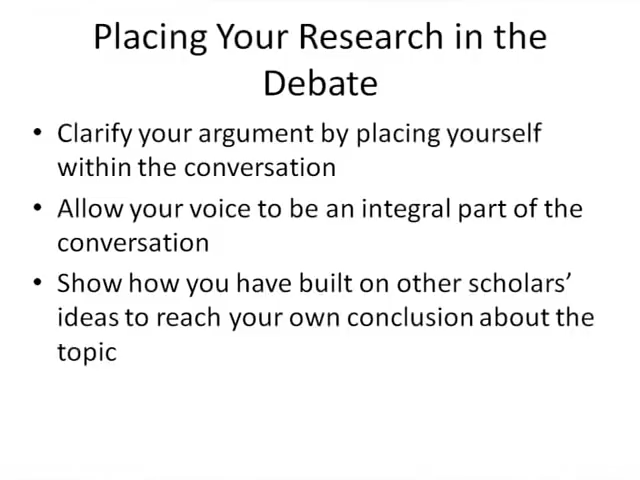 Placing Your Research in the
Debate
• Clarify your argument by placing yourself
within the conversation
• Allow your voice to be an integral part of the
conversation
• Show how you have built on other scholars’
ideas to reach your own conclusion about the
topic